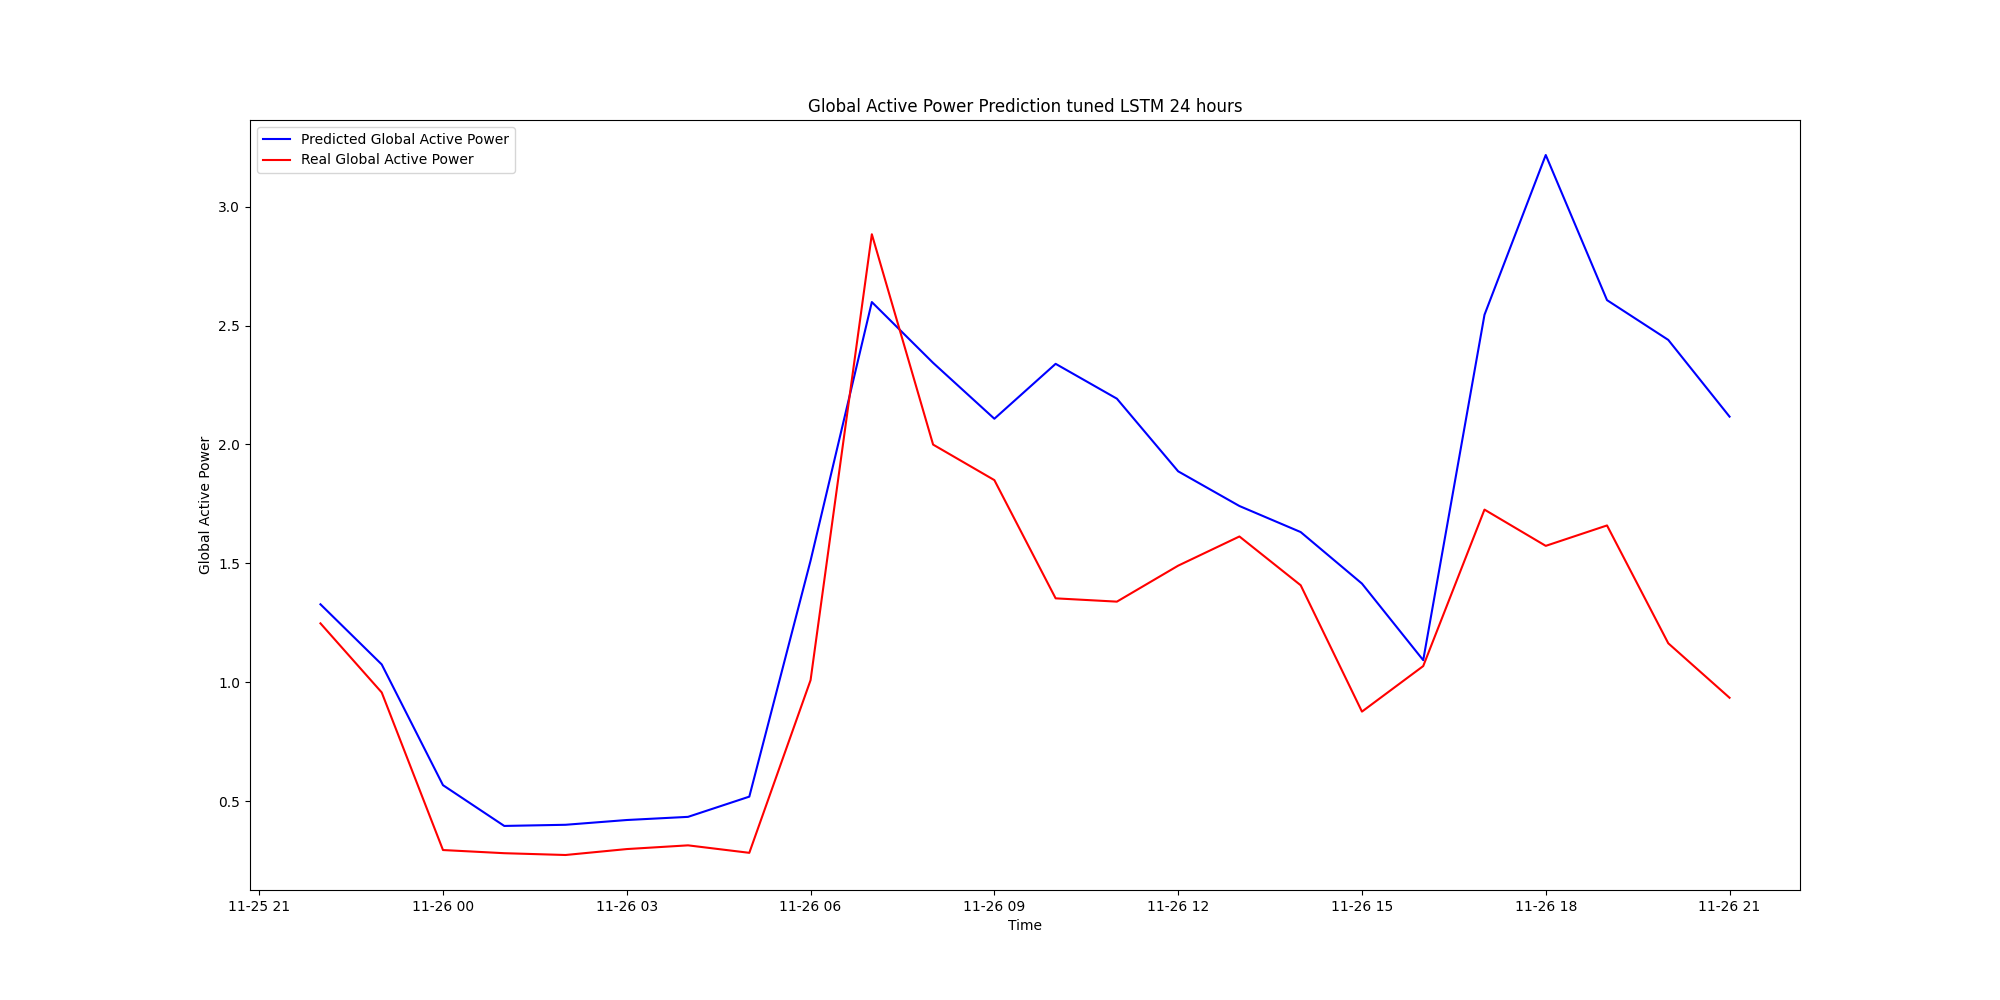 Global Active Power Prediction tuned LSTM 24 hours
Predicted Global Active Power
Real Global Active Power
Global Active Power
3.0
2.5
2.0
1.5
1.0
0.5
11-25 21 11-26 00 11-26 03 11-26 06 11-26 09 11-26 12 11-26 15 11-26 18 11-26 21
Time